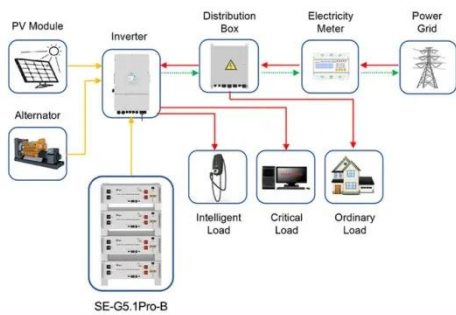 PV Module
Inverter
Distribution
Box
Electricity
Meter
Power
Grid
Alternator
Intelligent
Load
Critical
Load
Ordinary
Load
SE-G5.1Pro-B